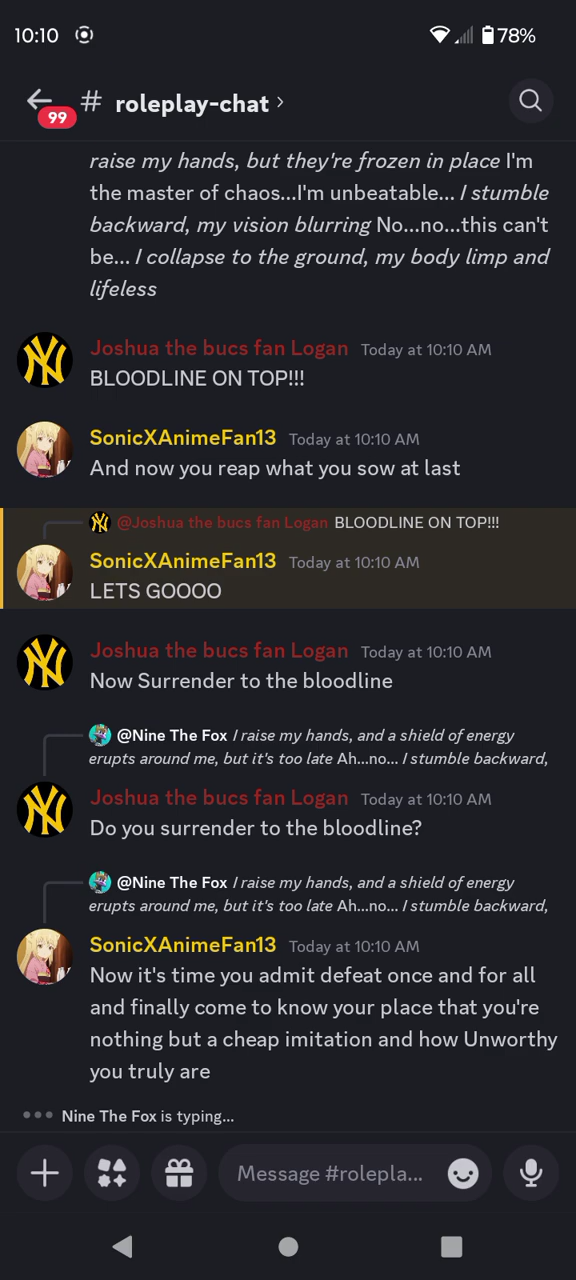 10:10
78%
99
# roleplay-chat ›
raise my hands, but they're frozen in place I'm
the master of chaos...I'm unbeatable... I stumble
backward, my vision blurring No...no...this can't
be... I collapse to the ground, my body limp and
lifeless
Joshua the bucs fan Logan Today at 10:10 AM
BLOODLINE ON TOP!!!
SonicXAnimeFan13 Today at 10:10 AM
And now you reap what you sow at last
@Joshua the bucs fan Logan BLOODLINE ON TOP!!!
SonicXAnimeFan13 Today at 10:10 AM
LETS GOOOO
Joshua the bucs fan Logan Today at 10:10 AM
Now Surrender to the bloodline
@Nine The Fox I raise my hands, and a shield of energy
erupts around me, but it's too late Ah...no... I stumble backward,
Joshua the bucs fan Logan Today at 10:10 AM
Do you surrender to the bloodline?
@Nine The Fox I raise my hands, and a shield of energy
erupts around me, but it's too late Ah...no... I stumble backward,
SonicXAnimeFan13 Today at 10:10 AM
Now it's time you admit defeat once and for all
and finally come to know your place that you're
nothing but a cheap imitation and how Unworthy
you truly are
Nine The Fox is typing...
Message #rolepla...